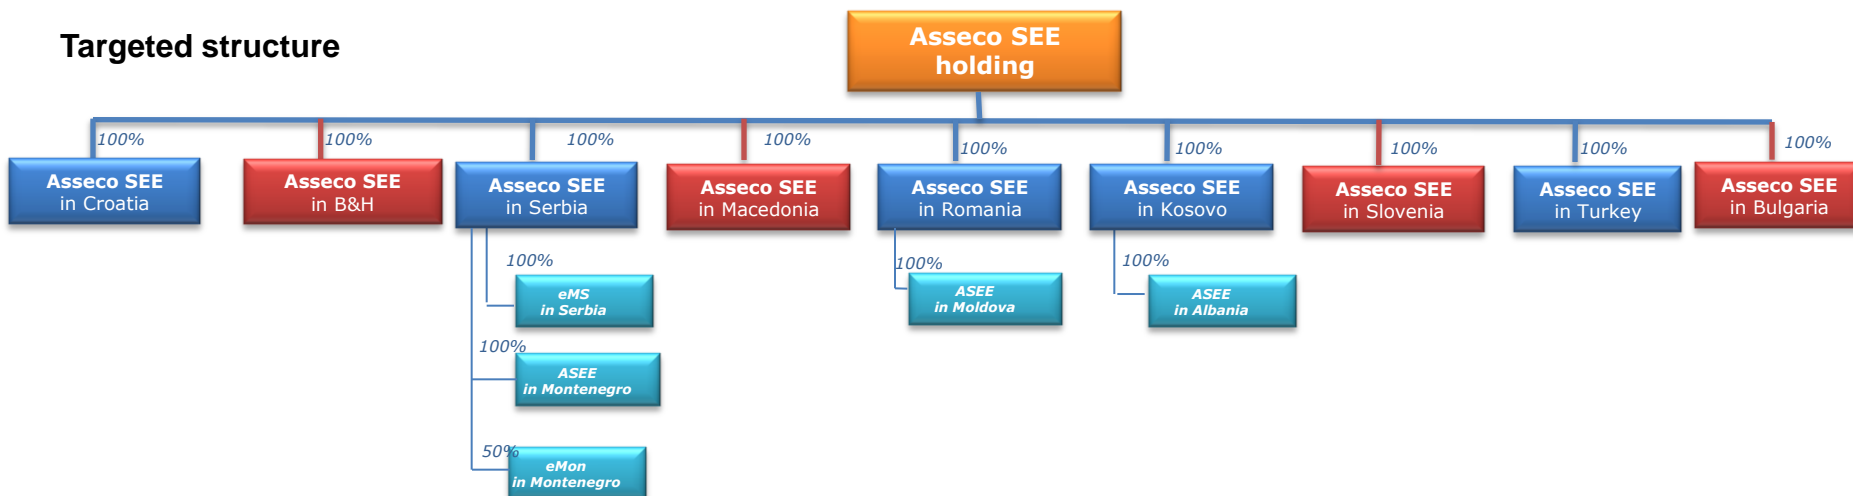 Targeted structure
Asseco SEE
holding
100%
100%
100%
100%
100%
100%
100%
100%
100%
Asseco SEE
in Croatia
Asseco SEE
in B&H
Asseco SEE
in Serbia
Asseco SEE
in Macedonia
Asseco SEE
in Romania
Asseco SEE
in Kosovo
Asseco SEE
in Slovenia
Asseco SEE
in Turkey
Asseco SEE
in Bulgaria
100%
eMS
in Serbia
100%
ASEE
in Moldova
100%
ASEE
in Albania
100%
ASEE
in Montenegro
50%
eMon
in Montenegro